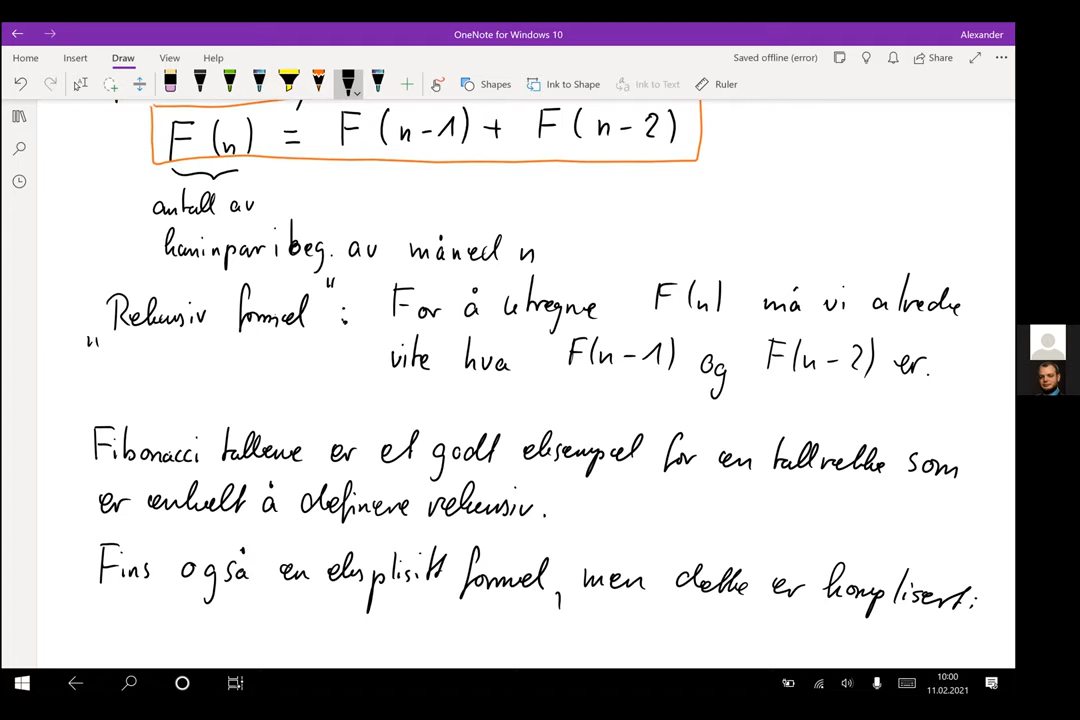 OneNote for Windows 10
Alexander
Home Insert Draw View Help
Saved offline (error)
Share
Shapes
Ink to Shape
Ink to Text
Ruler
F(n) = F(n-1) + F(n-2)
antall av
kaninpar i beg. av måned n
"Rekursiv formel": For å utregne F(n) må vi allrede
vite hva F(n-1) og F(n-2) er.
Fibonacci tallene er et godt eksempel for en tallrekke som
er enkelt å definere rekursiv.
Fins også en eksplisitt formel, men dette er komplisert:
10:00
11.02.2021